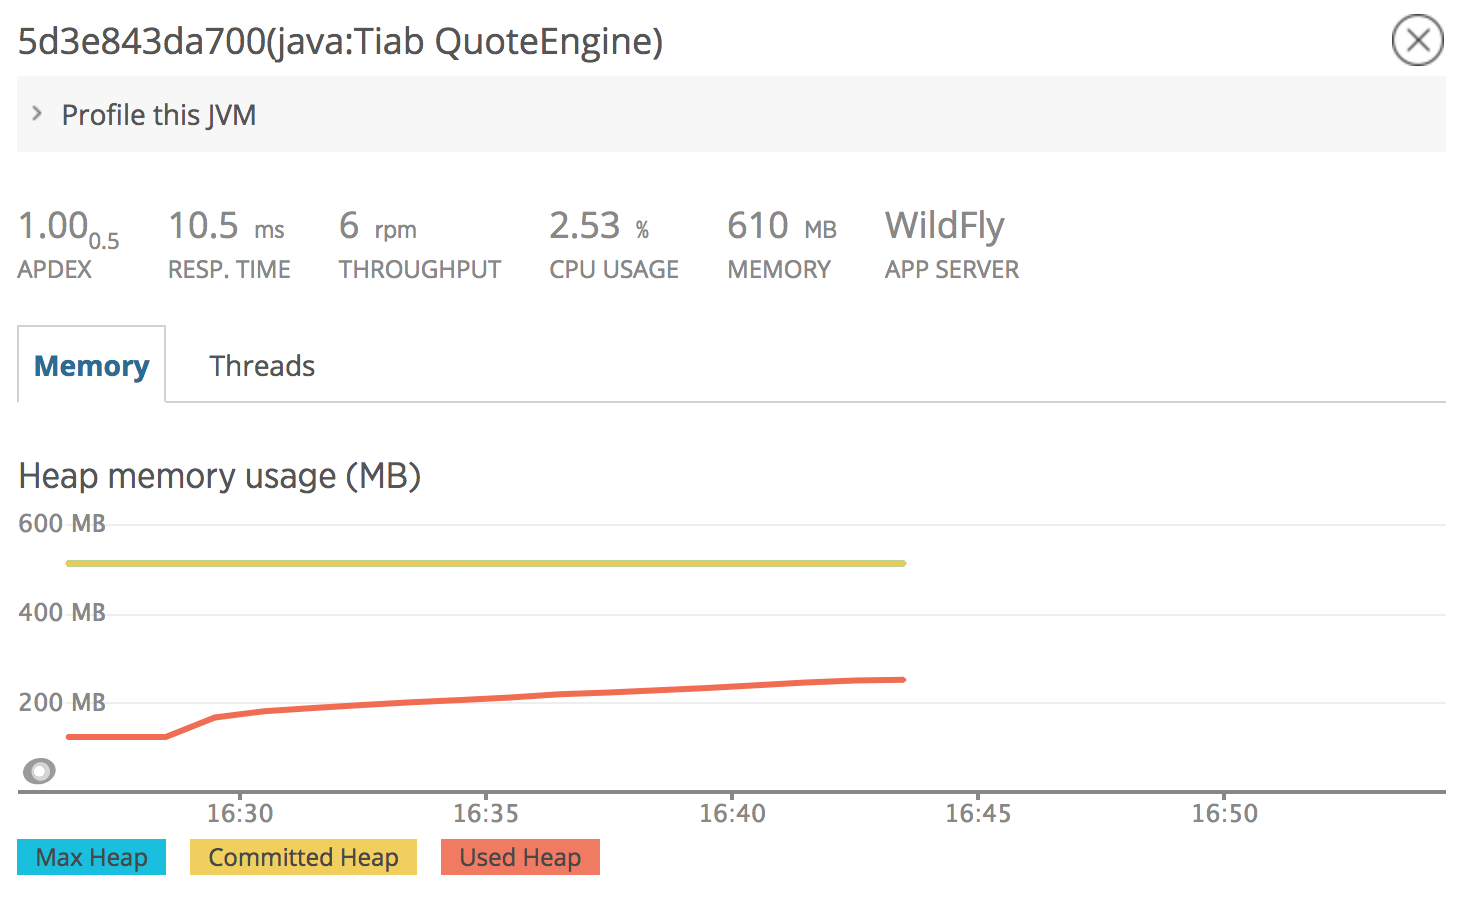 5d3e843da700(java:Tiab QuoteEngine)
Profile this JVM
1.00 0.5 10.5 ms 6 rpm 2.53 % 610 MB WildFly
APDEX RESP. TIME THROUGHPUT CPU USAGE MEMORY APP SERVER
Memory Threads
Heap memory usage (MB)
600 MB
400 MB
200 MB
16:30 16:35 16:40 16:45 16:50
Max Heap Committed Heap Used Heap